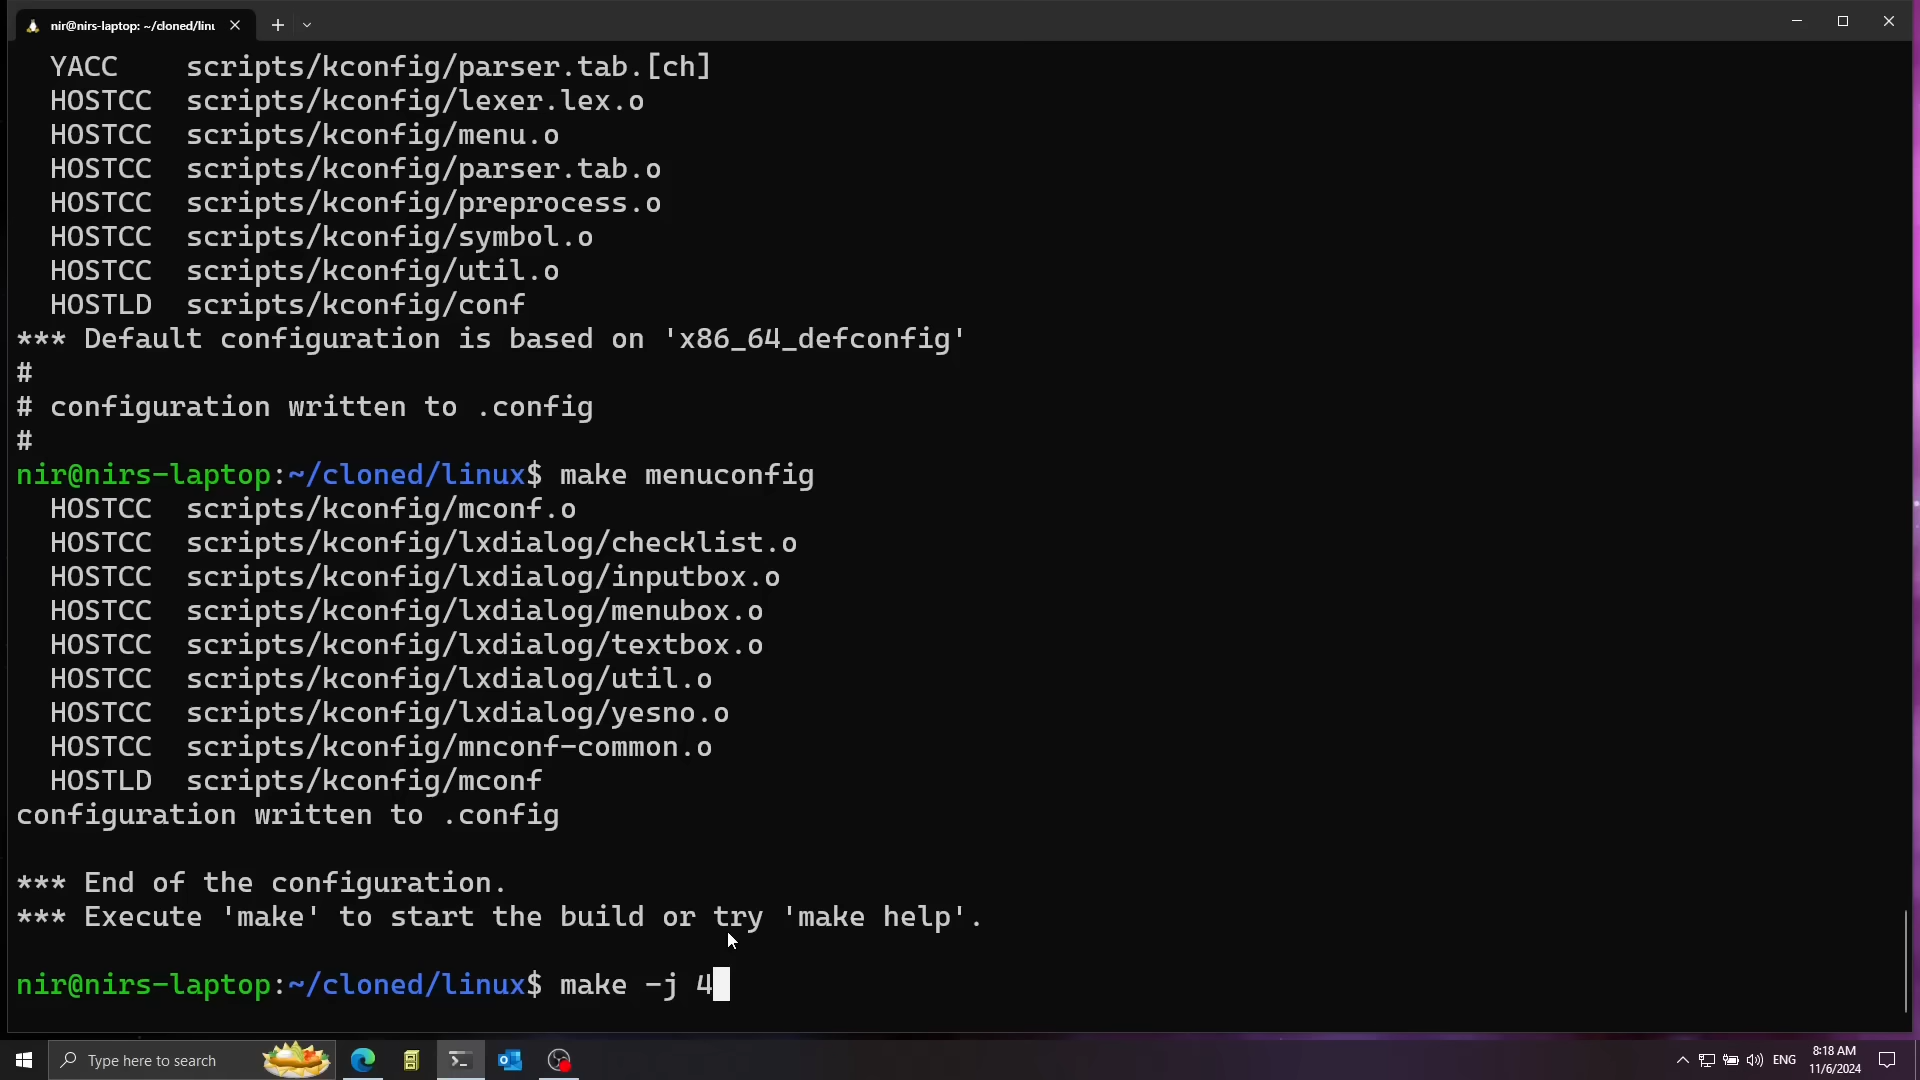 nir@nirs-laptop: ~/cloned/linu
YACC scripts/kconfig/parser.tab.[ch]
HOSTCC scripts/kconfig/lexer.lex.o
HOSTCC scripts/kconfig/menu.o
HOSTCC scripts/kconfig/parser.tab.o
HOSTCC scripts/kconfig/preprocess.o
HOSTCC scripts/kconfig/symbol.o
HOSTCC scripts/kconfig/util.o
HOSTLD scripts/kconfig/conf
*** Default configuration is based on 'x86_64_defconfig'
#
# configuration written to .config
#
nir@nirs-laptop:~/cloned/linux$ make menuconfig
HOSTCC scripts/kconfig/mconf.o
HOSTCC scripts/kconfig/lxdialog/checklist.o
HOSTCC scripts/kconfig/lxdialog/inputbox.o
HOSTCC scripts/kconfig/lxdialog/menubox.o
HOSTCC scripts/kconfig/lxdialog/textbox.o
HOSTCC scripts/kconfig/lxdialog/util.o
HOSTCC scripts/kconfig/lxdialog/yesno.o
HOSTCC scripts/kconfig/mnconf-common.o
HOSTLD scripts/kconfig/mconf
configuration written to .config
*** End of the configuration.
*** Execute 'make' to start the build or try 'make help'.
nir@nirs-laptop:~/cloned/linux$ make -j 4
Type here to search
ENG
8:18 AM
11/6/2024